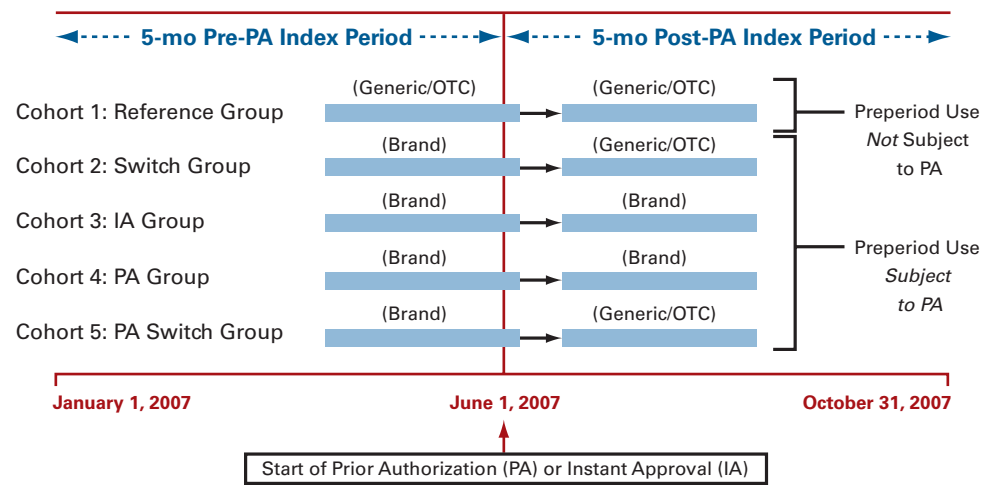 5-mo Pre-PA Index Period
5-mo Post-PA Index Period
(Generic/OTC)
(Generic/OTC)
Cohort 1: Reference Group
Preperiod Use
Not Subject
to PA
(Brand)
(Generic/OTC)
Cohort 2: Switch Group
(Brand)
(Brand)
Cohort 3: IA Group
(Brand)
(Brand)
Cohort 4: PA Group
Preperiod Use
Subject
to PA
(Brand)
(Generic/OTC)
Cohort 5: PA Switch Group
January 1, 2007
June 1, 2007
October 31, 2007
Start of Prior Authorization (PA) or Instant Approval (IA)